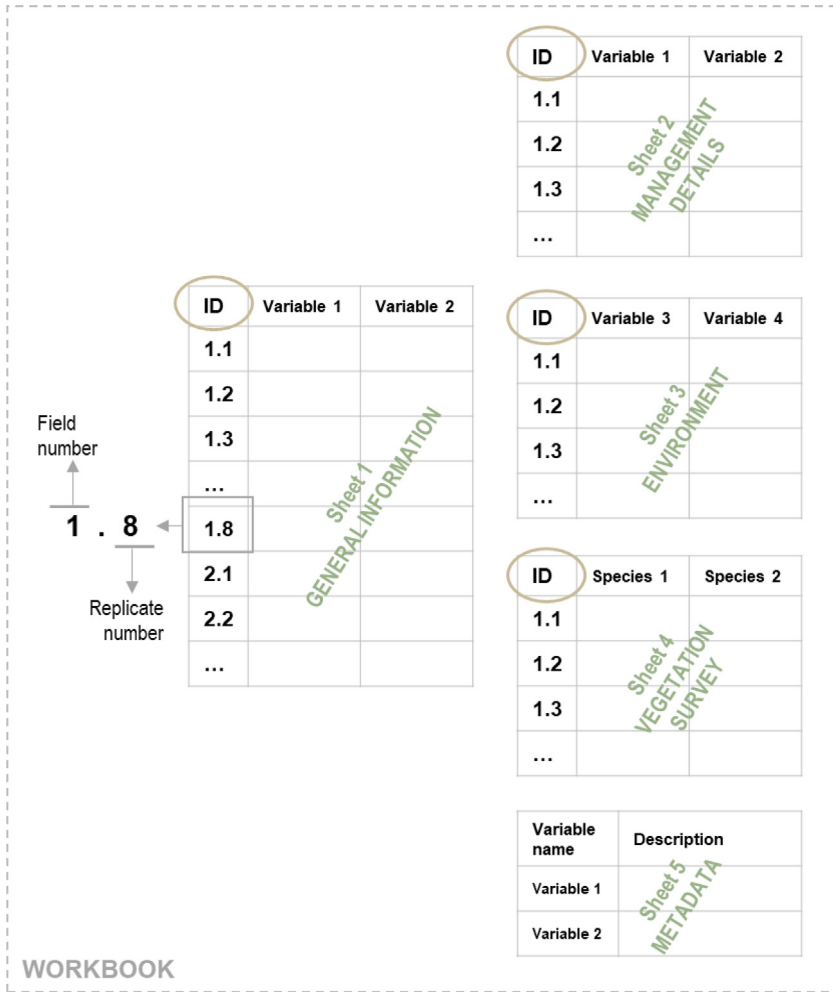 ID Variable 1 Variable 2
1.1
1.2
1.3
...
1.8
2.1
2.2
...
Sheet 1
GENERAL INFORMATION
Field
number
1 . 8
Replicate
number
ID Variable 1 Variable 2
1.1
1.2
1.3
...
Sheet 2
MANAGEMENT
DETAILS
ID Variable 3 Variable 4
1.1
1.2
1.3
...
Sheet 3
ENVIRONMENT
ID Species 1 Species 2
1.1
1.2
1.3
...
Sheet 4
VEGETATION
SURVEY
Variable
name
Description
Variable 1
Variable 2
Sheet 5
METADATA
WORKBOOK